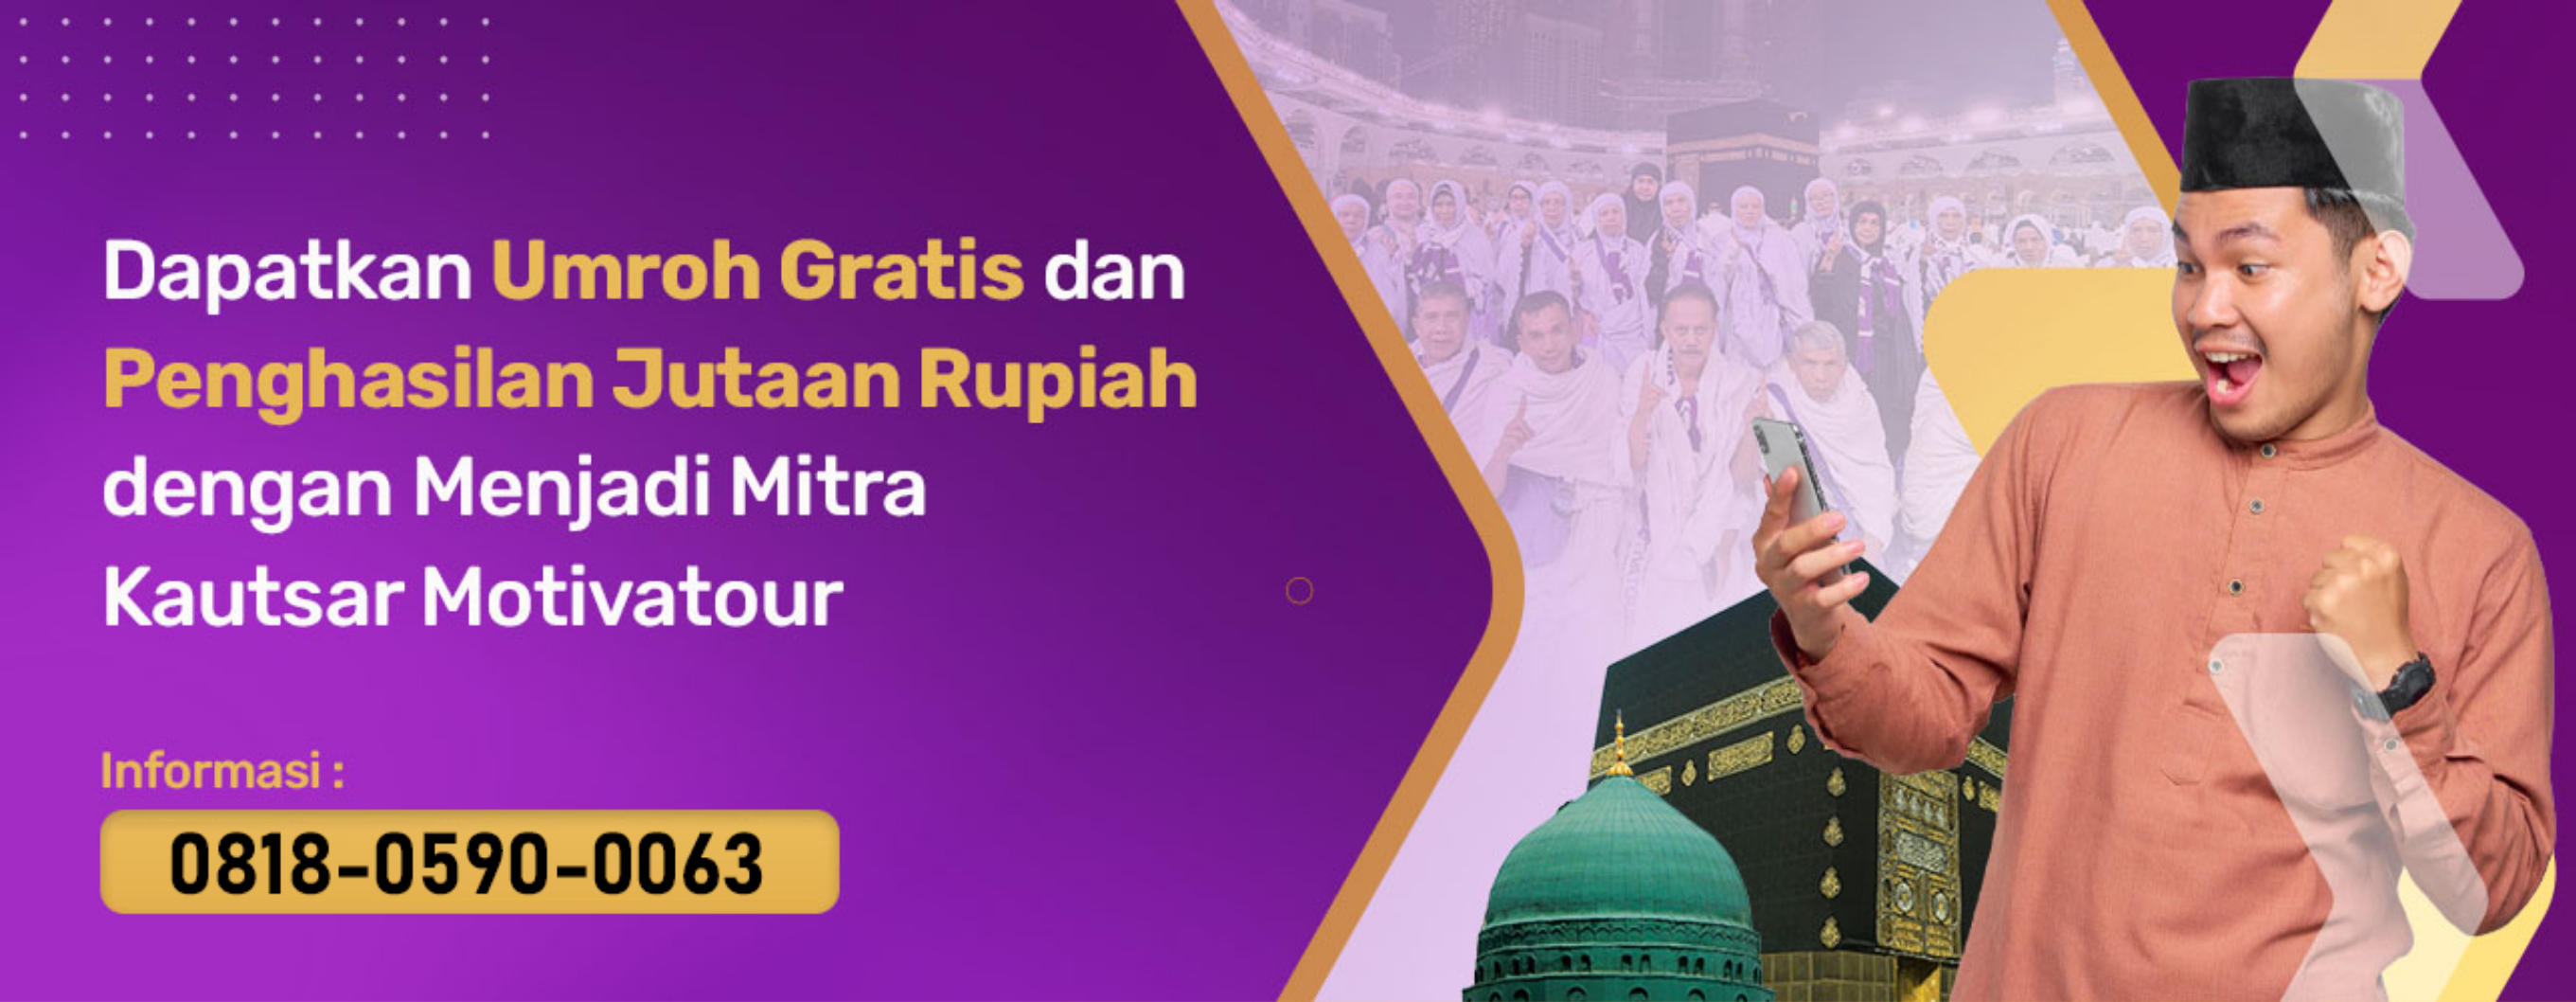 Dapatkan Umroh Gratis dan
Penghasilan Jutaan Rupiah
dengan Menjadi Mitra
Kautsar Motivatour
Informasi :
0818-0590-0063